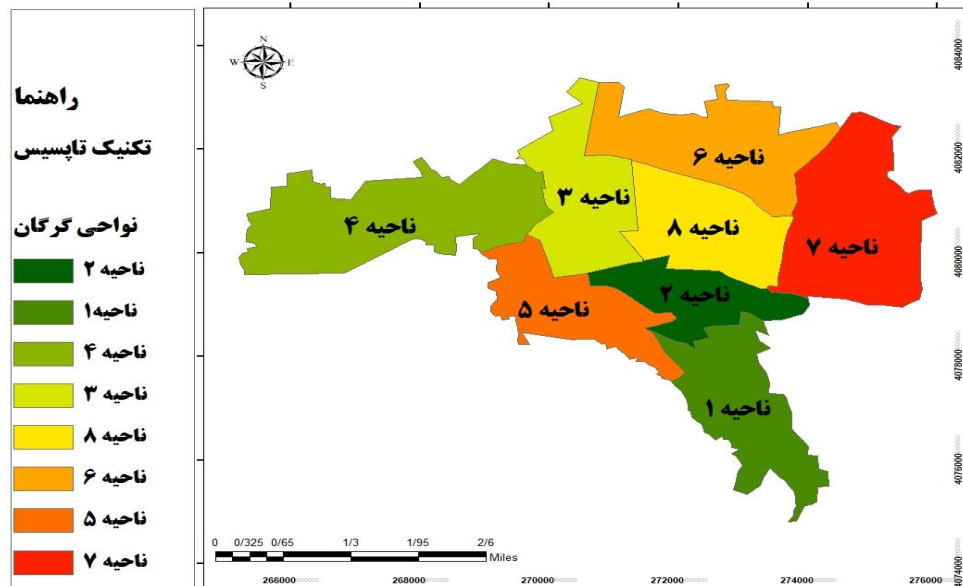 راهنما
تکنیک تاپسیس
نواحی گرگان
ناحیه ۲
ناحیه۱
ناحیه ۴
ناحیه ۳
ناحیه ۸
ناحیه ۶
ناحیه ۵
ناحیه ۷
N
W E
S
ناحیه ۶
ناحیه ۳
ناحیه ۴
ناحیه ۸
ناحیه ۷
ناحیه ۲
ناحیه ۵
ناحیه ۱
0 0/325 0/65 1/3 1/95 2/6
Miles
266000 268000 270000 272000 274000 276000
4084000
4082000
4080000
4078000
4076000
4074000